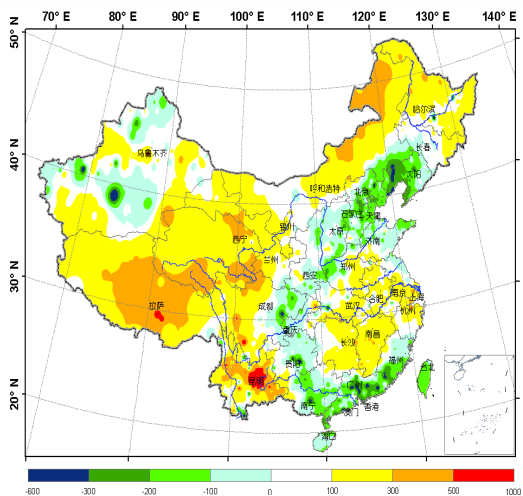 70° E 80° E 90° E 100° E 110° E 120° E 130° E 140° E
50° N
40° N
30° N
20° N
哈尔滨
长春
乌鲁木齐
沈阳
呼和浩特
北京
石家庄
天津
银川
太原
西宁
济南
兰州
西安
郑州
拉萨
成都
武汉
合肥
南京
上海
杭州
重庆
南昌
长沙
贵阳
福州
台北
昆明
南宁
澳门
香港
海口
-600 -300 -200 -100 0 100 300 500 1000